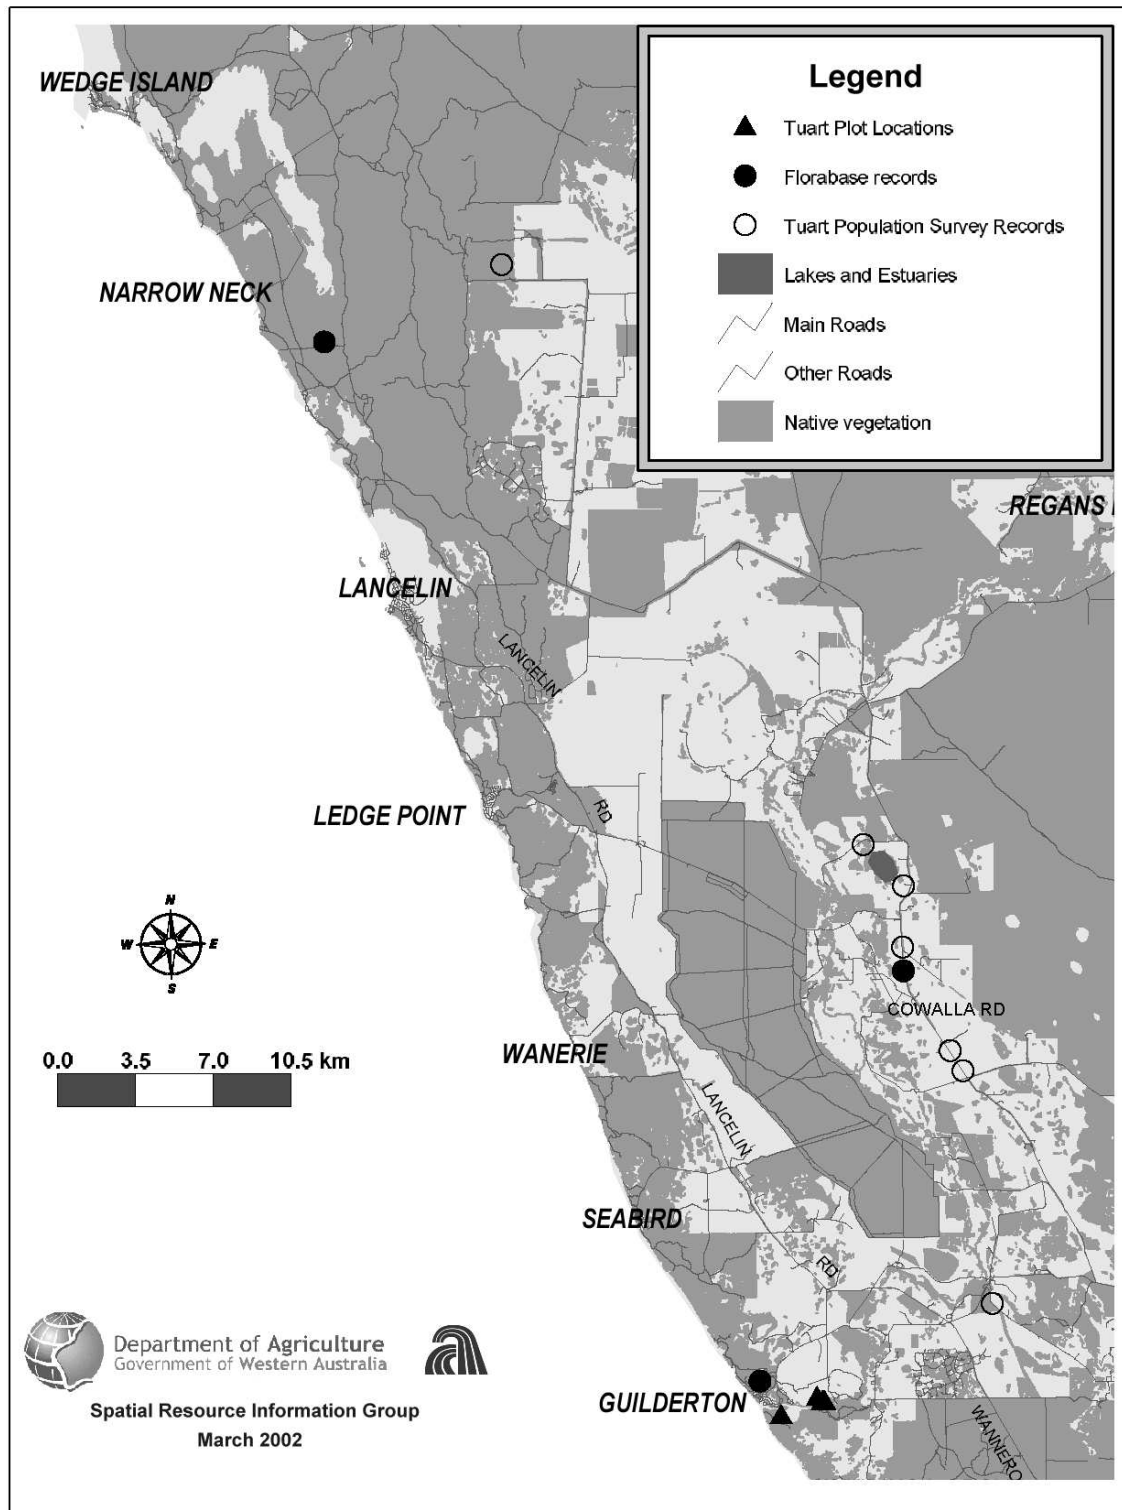 WEDGE ISLAND
NARROW NECK
LANCELIN
LANCELIN
RD
LEDGE POINT
WANERIE
LANCELIN
RD
SEABIRD
GUILDERTON
COWALLA RD
WANNERO
REGANS
Legend
Tuart Plot Locations
Florabase records
Tuart Population Survey Records
Lakes and Estuaries
Main Roads
Other Roads
Native vegetation
N
W E
S
0.0 3.5 7.0 10.5 km
Department of Agriculture
Government of Western Australia
Spatial Resource Information Group
March 2002